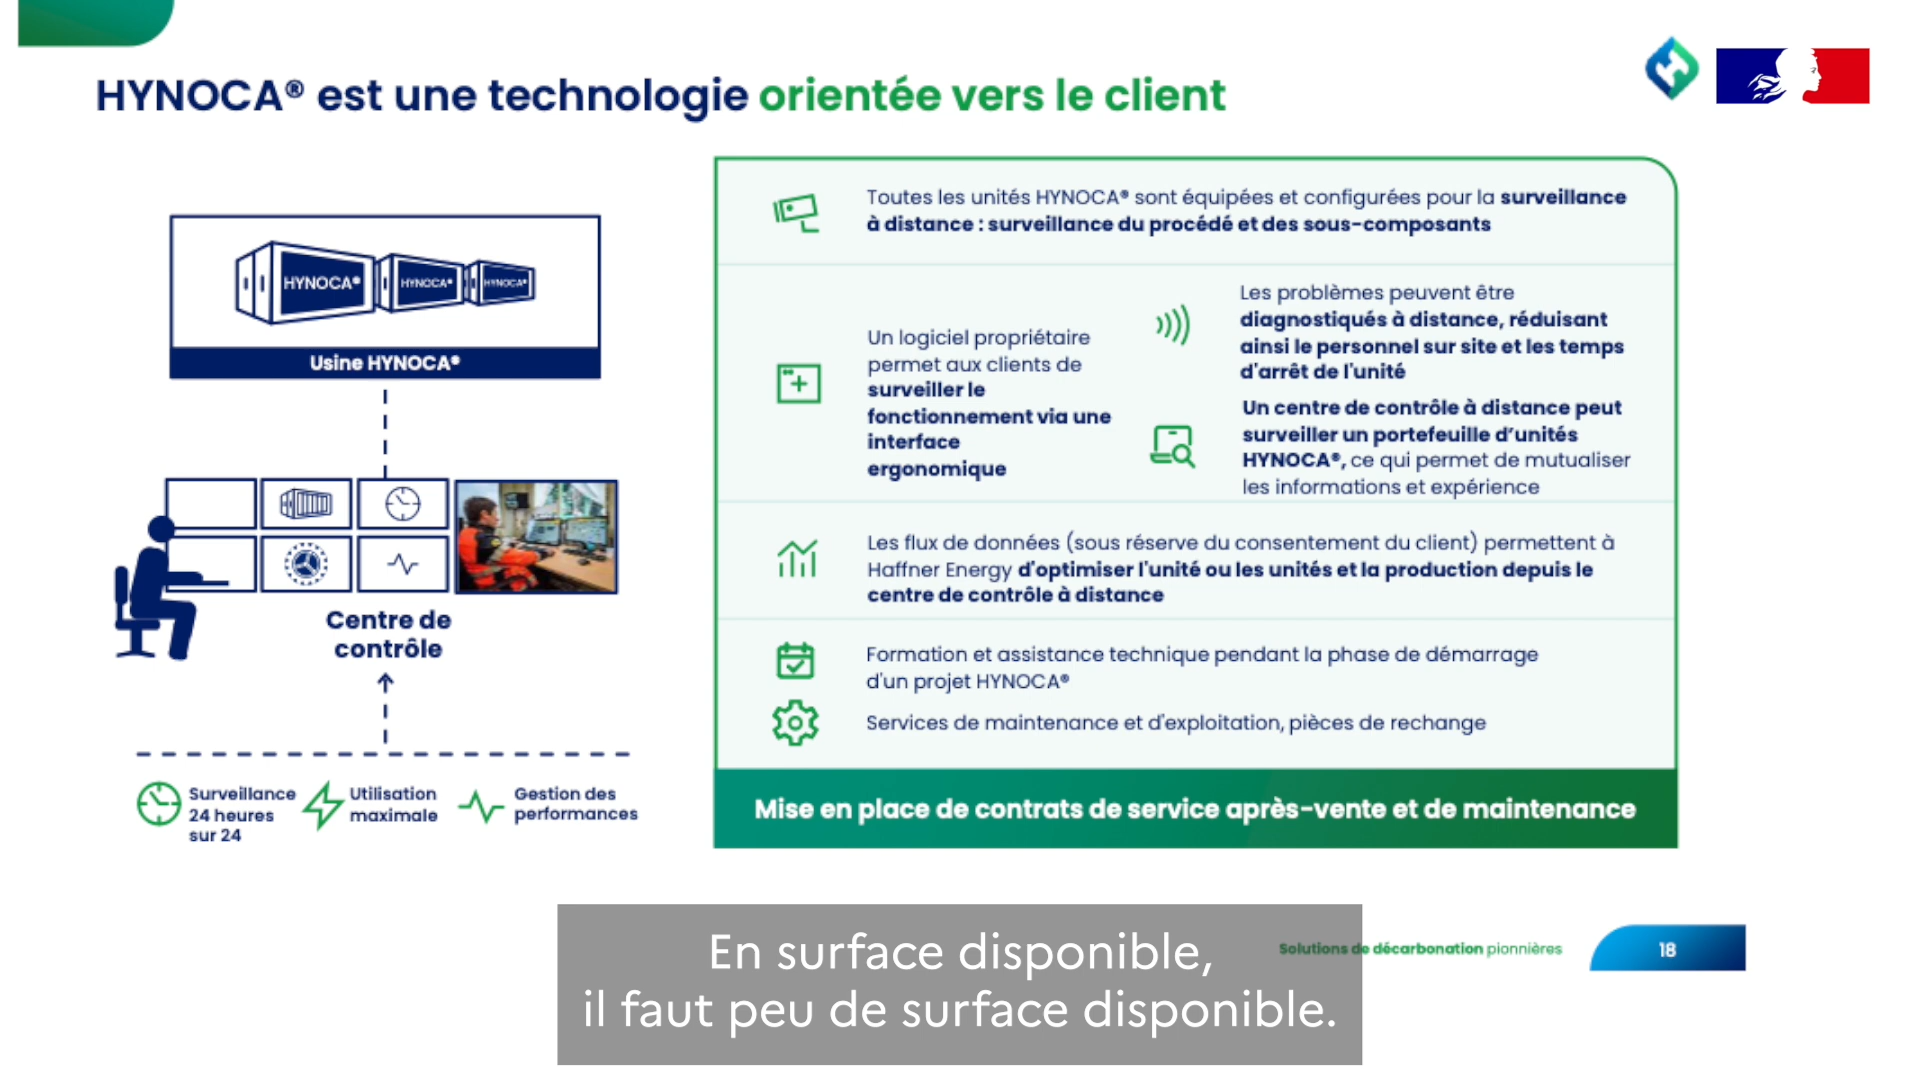 HYNOCA® est une technologie orientée vers le client
HYNOCA®
HYNOCA®
HYNOCA®
Usine HYNOCA®
Centre de
contrôle
Surveillance
24 heures
sur 24
Utilisation
maximale
Gestion des
performances
Toutes les unités HYNOCA® sont équipées et configurées pour la surveillance
à distance : surveillance du procédé et des sous-composants
Un logiciel propriétaire
permet aux clients de
surveiller le
fonctionnement via une
interface
ergonomique
Les problèmes peuvent être
diagnostiqués à distance, réduisant
ainsi le personnel sur site et les temps
d'arrêt de l'unité
Un centre de contrôle à distance peut
surveiller un portefeuille d’unités
HYNOCA®, ce qui permet de mutualiser
les informations et expérience
Les flux de données (sous réserve du consentement du client) permettent à
Haffner Energy d'optimiser l'unité ou les unités et la production depuis le
centre de contrôle à distance
Formation et assistance technique pendant la phase de démarrage
d'un projet HYNOCA®
Services de maintenance et d'exploitation, pièces de rechange
Mise en place de contrats de service après-vente et de maintenance
Solutions de décarbonation pionnières
18
En surface disponible,
il faut peu de surface disponible.